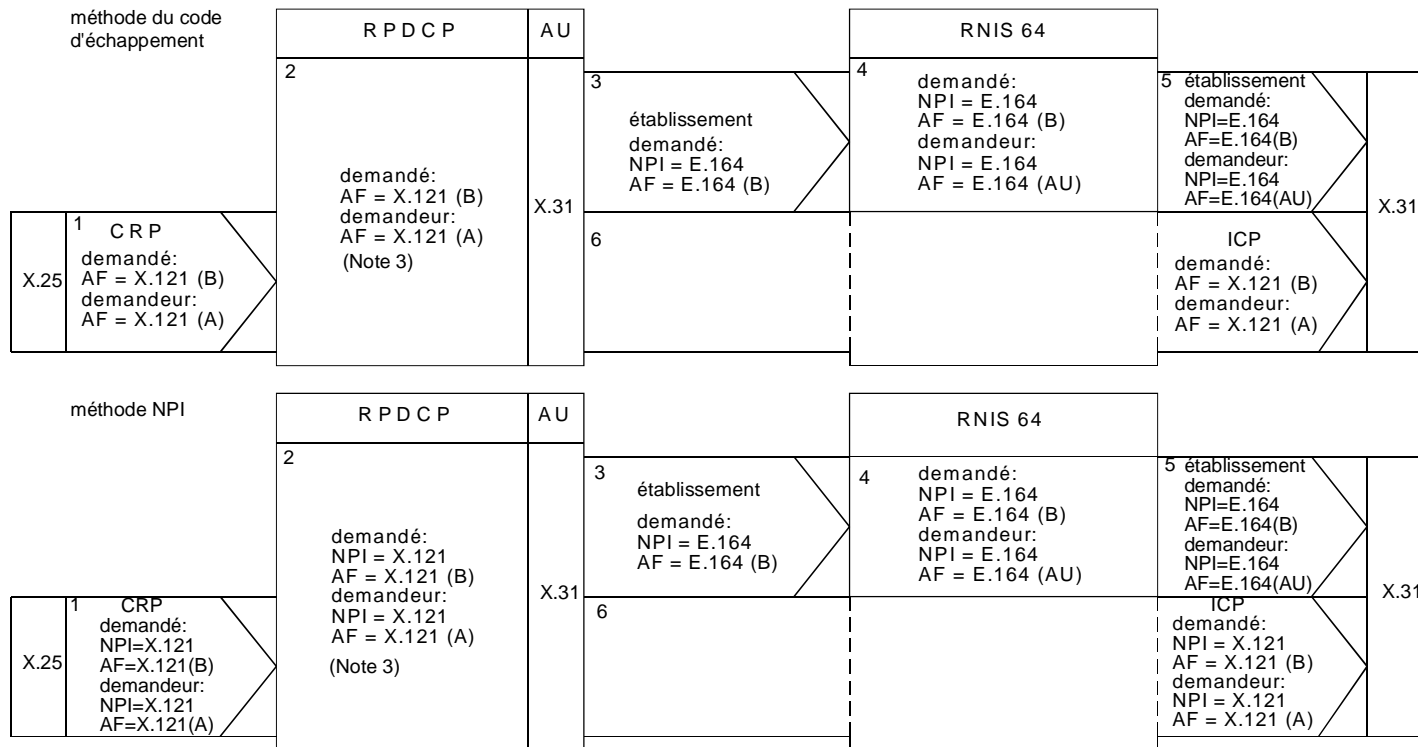 méthode du code
d'échappement
RPDCP
AU
RNIS 64
X.25
1
CRP
demandé:
AF = X.121 (B)
demandeur:
AF = X.121 (A)
2
demandé:
AF = X.121 (B)
demandeur:
AF = X.121 (A)
(Note 3)
X.31
3
établissement
demandé:
NPI = E.164
AF = E.164 (B)
6
4
demandé:
NPI = E.164
AF = E.164 (B)
demandeur:
NPI = E.164
AF = E.164 (AU)
5 établissement
demandé:
NPI=E.164
AF=E.164(B)
demandeur:
NPI=E.164
AF=E.164(AU)
ICP
demandé:
AF = X.121 (B)
demandeur:
AF = X.121 (A)
X.31
méthode NPI
RPDCP
AU
RNIS 64
X.25
1
CRP
demandé:
NPI=X.121
AF=X.121(B)
demandeur:
NPI=X.121
AF=X.121(A)
2
demandé:
NPI = X.121
AF = X.121 (B)
demandeur:
NPI = X.121
AF = X.121 (A)
(Note 3)
X.31
3
établissement
demandé:
NPI = E.164
AF = E.164 (B)
6
4
demandé:
NPI = E.164
AF = E.164 (B)
demandeur:
NPI = E.164
AF = E.164 (AU)
5 établissement
demandé:
NPI=E.164
AF=E.164(B)
demandeur:
NPI=E.164
AF=E.164(AU)
ICP
demandé:
NPI = X.121
AF = X.121 (B)
demandeur:
NPI = X.121
AF = X.121 (A)
X.31